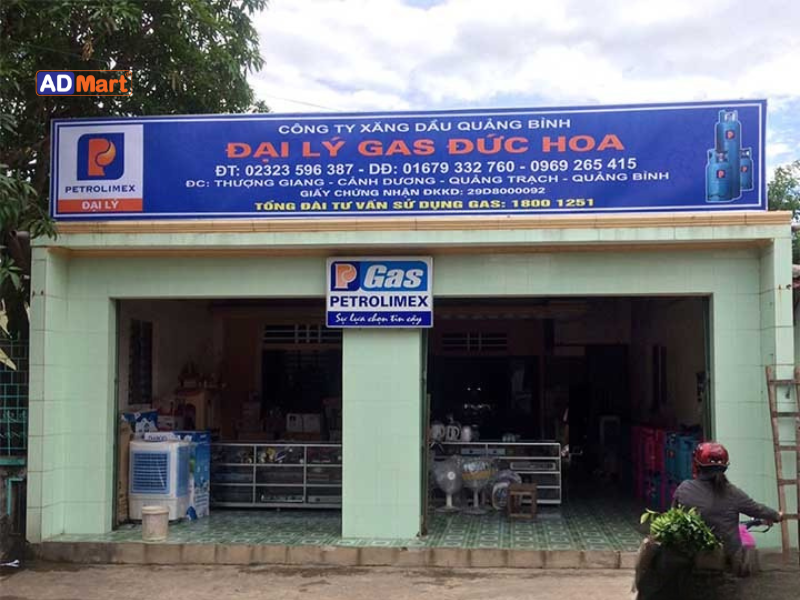 AD Mart
CÔNG TY XĂNG DẦU QUẢNG BÌNH
ĐẠI LÝ GAS ĐỨC HOA
ĐT: 02323 596 387 - DĐ: 01679 332 760 - 0969 265 415
ĐC: THƯỢNG GIANG - CẢNH DƯƠNG - QUẢNG TRẠCH - QUẢNG BÌNH
GIẤY CHỨNG NHẬN ĐKKD: 29D8000092
TỔNG ĐÀI TƯ VẤN SỬ DỤNG GAS: 1800 1251
PETROLIMEX
ĐẠI LÝ
Gas
PETROLIMEX
Sự lựa chọn tin cậy